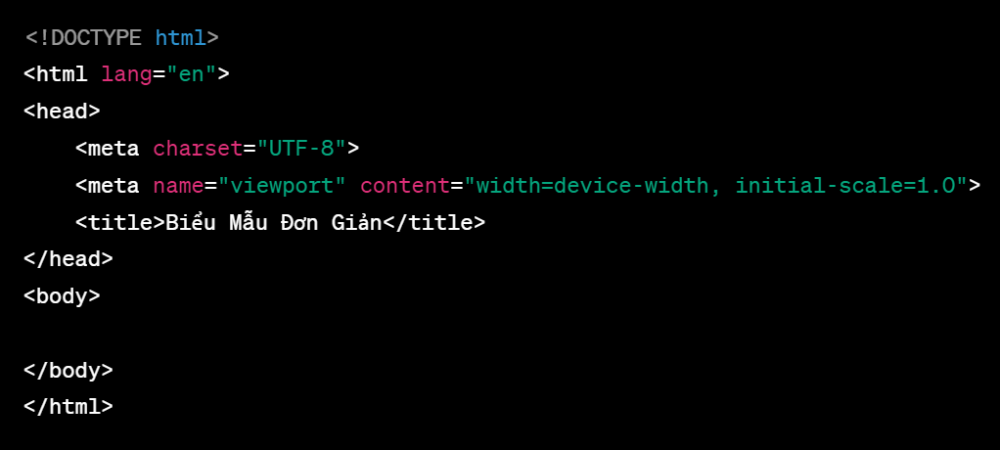 <!DOCTYPE html>
<html lang="en">
<head>
    <meta charset="UTF-8">
    <meta name="viewport" content="width=device-width, initial-scale=1.0">
    <title>Biểu Mẫu Đơn Giản</title>
</head>
<body>

</body>
</html>